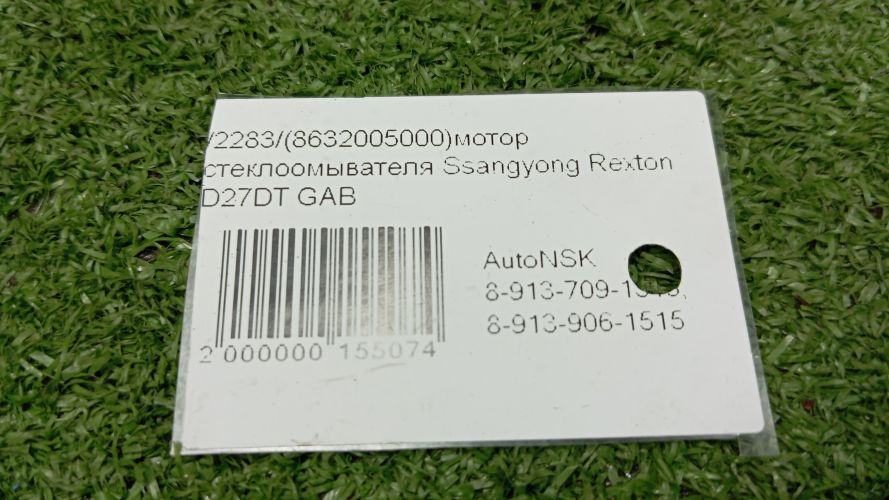 /2283/(8632005000)мотор
стеклоомывателя Ssangyong Rexton
D27DT GAB
AutoNSK
8-913-906-1515
2 000000 155074